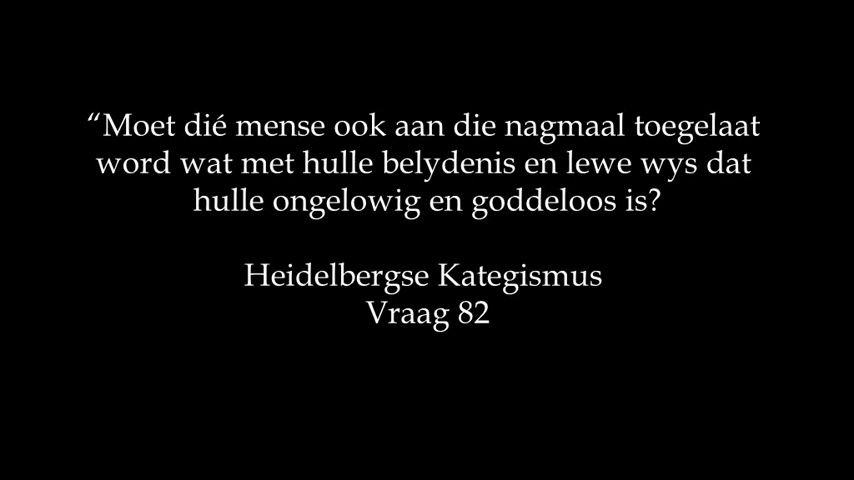 “Moet dié mense ook aan die nagmaal toegelaat
word wat met hulle belydenis en lewe wys dat
hulle ongelowig en goddeloos is?
Heidelbergse Kategismus
Vraag 82